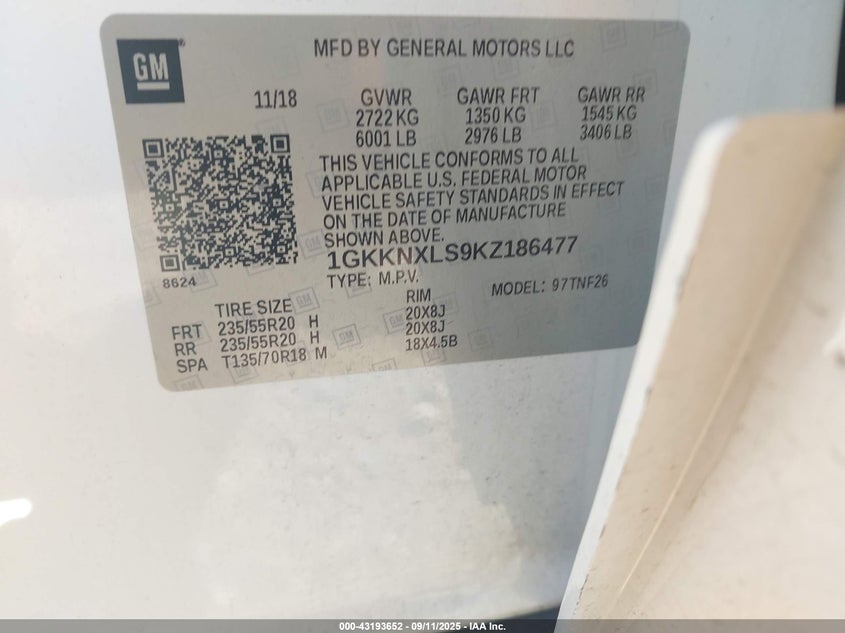 GM
MFD BY GENERAL MOTORS LLC
11/18 GVWR GAWR FRT GAWR RR
2722 KG 1350 KG 1545 KG
6001 LB 2976 LB 3406 LB
THIS VEHICLE CONFORMS TO ALL
APPLICABLE U.S. FEDERAL MOTOR
VEHICLE SAFETY STANDARDS IN EFFECT
ON THE DATE OF MANUFACTURE
SHOWN ABOVE.
8624
1GKKNXLS9KZ186477
TYPE: M.P.V. MODEL: 97TNF26
TIRE SIZE RIM
FRT 235/55R20 H 20X8J
RR 235/55R20 H 20X8J
SPA T135/70R18 M 18X4.5B
000-43193652 - 09/11/2025 - IAA Inc.